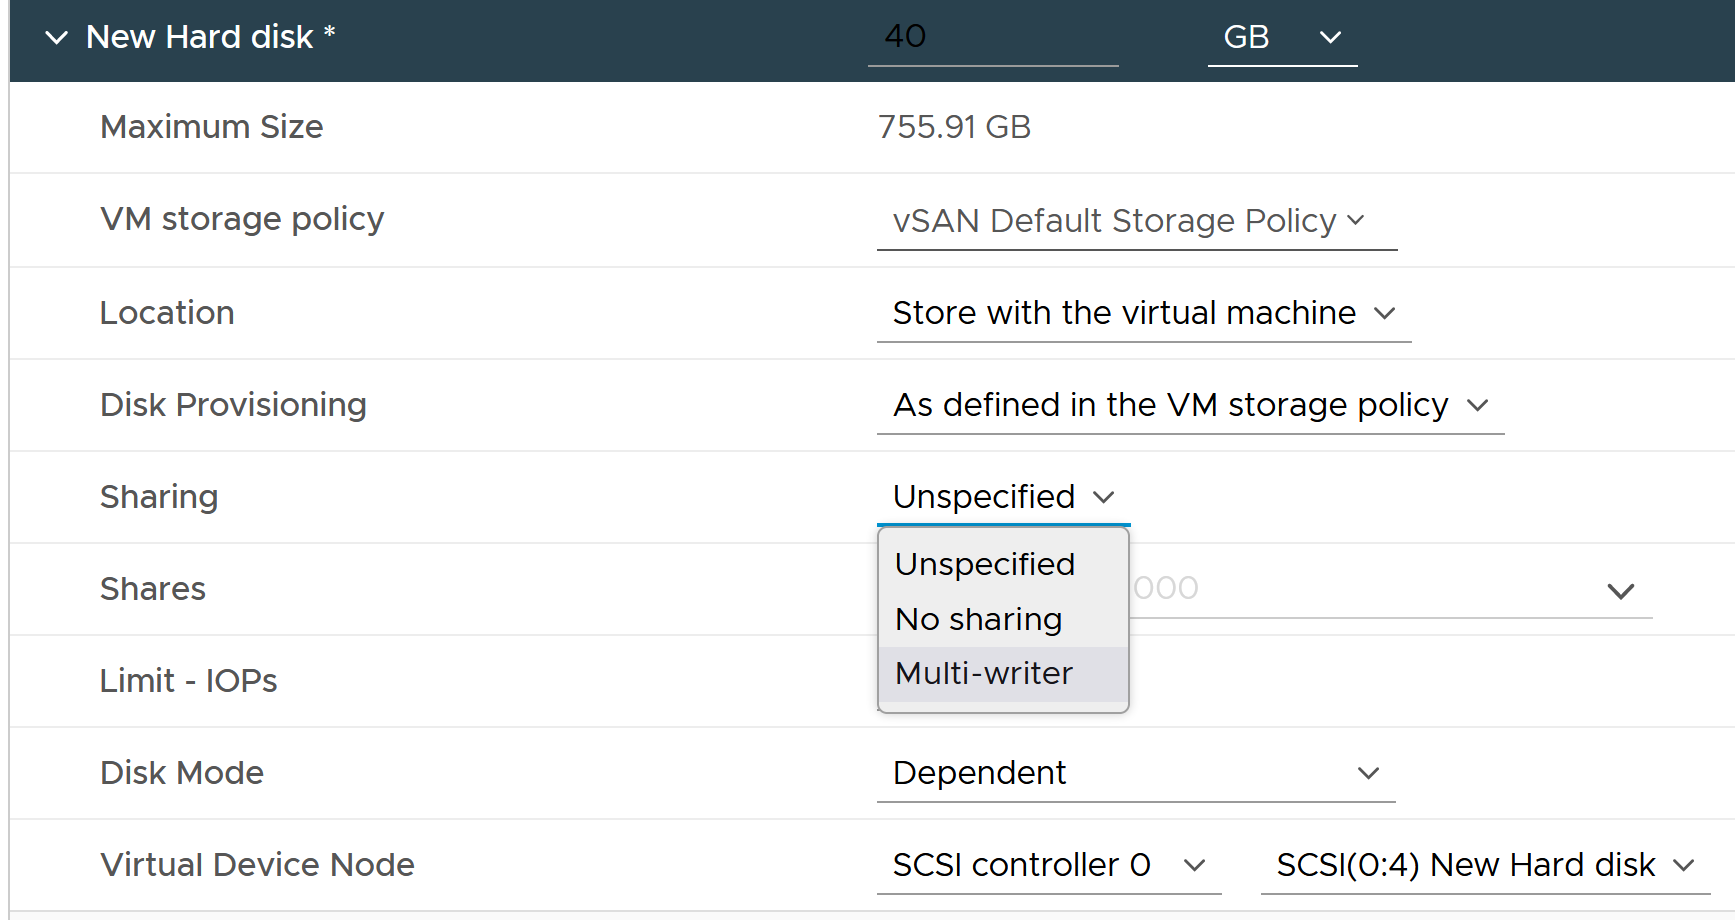 New Hard disk * 40 GB
Maximum Size 755.91 GB
VM storage policy vSAN Default Storage Policy
Location Store with the virtual machine
Disk Provisioning As defined in the VM storage policy
Sharing Unspecified
Unspecified
Shares 000
No sharing
Multi-writer
Limit - IOPs
Disk Mode Dependent
Virtual Device Node SCSI controller 0 SCSI(0:4) New Hard disk